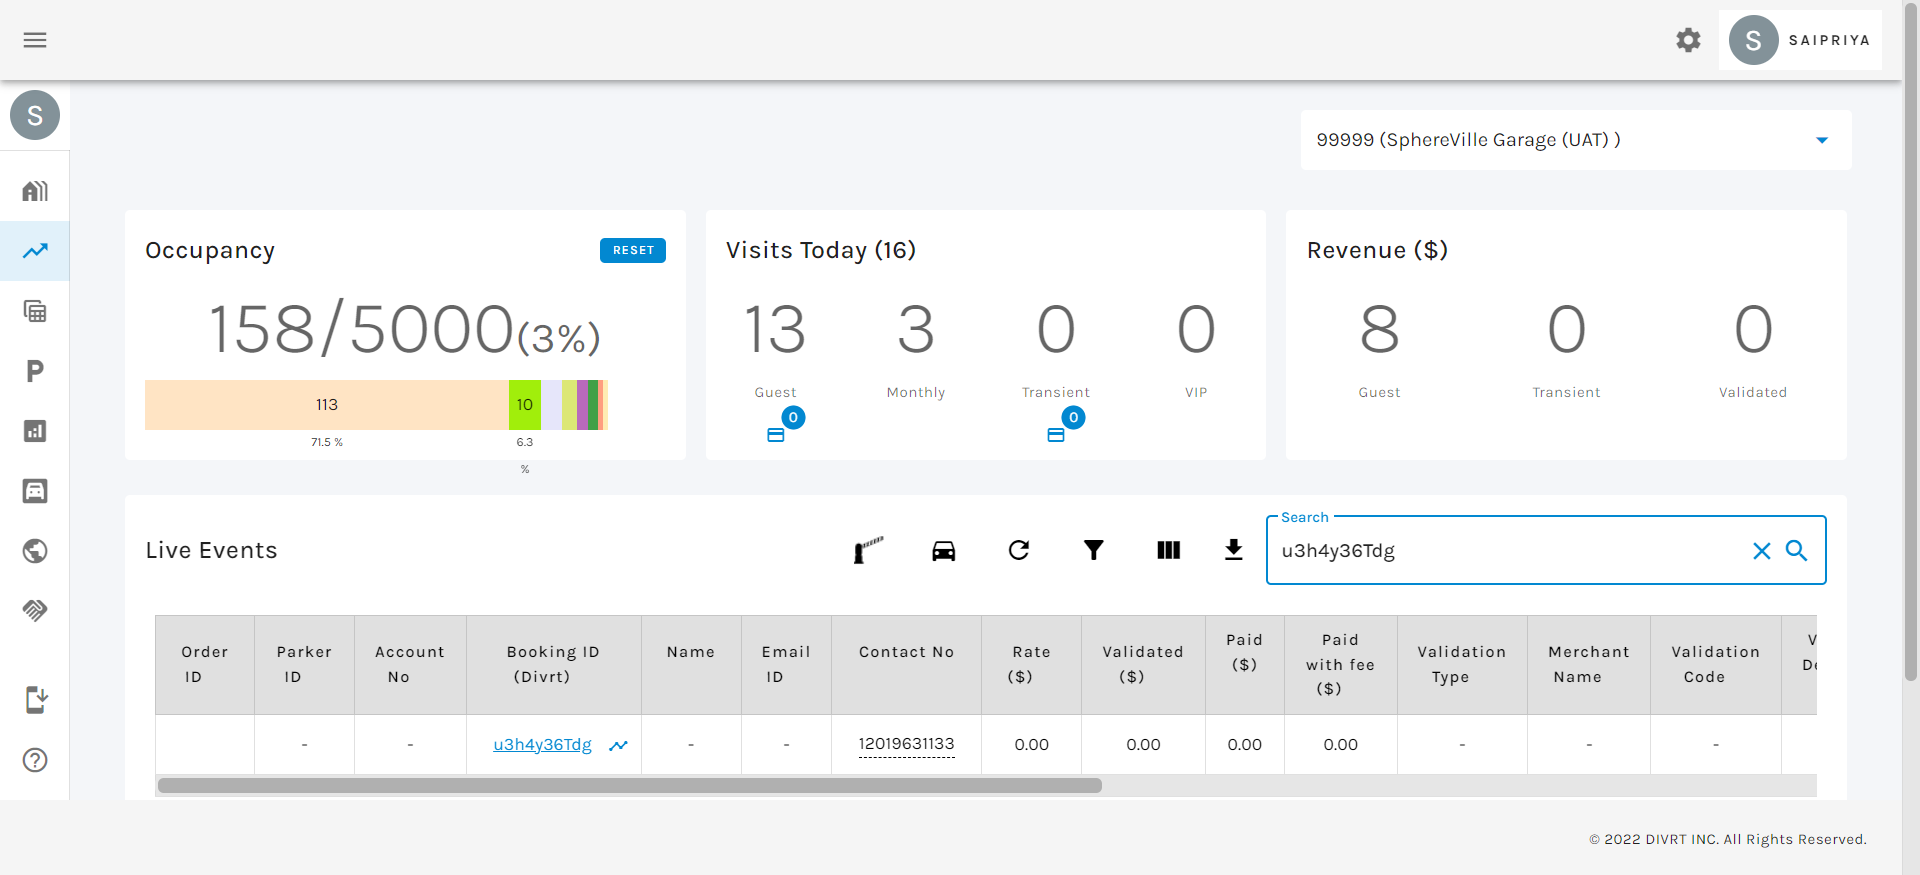 S
SAIPRIYA
S
99999 (SphereVille Garage (UAT) )
Occupancy
RESET
158/5000(3%)
113
10
71.5 %
6.3
%
Visits Today (16)
13
3
0
0
Guest
Monthly
Transient
VIP
0
0
Revenue ($)
8
0
0
Guest
Transient
Validated
P
Live Events
Search
u3h4y36Tdg
Order
ID
Parker
ID
Account
No
Booking ID
(Divrt)
Name
Email
ID
Contact No
Rate
($)
Validated
($)
Paid
($)
Paid
with fee
($)
Validation
Type
Merchant
Name
Validation
Code
- - u3h4y36Tdg - - 12019631133 0.00 0.00 0.00 0.00 - - -
© 2022 DIVRT INC. All Rights Reserved.